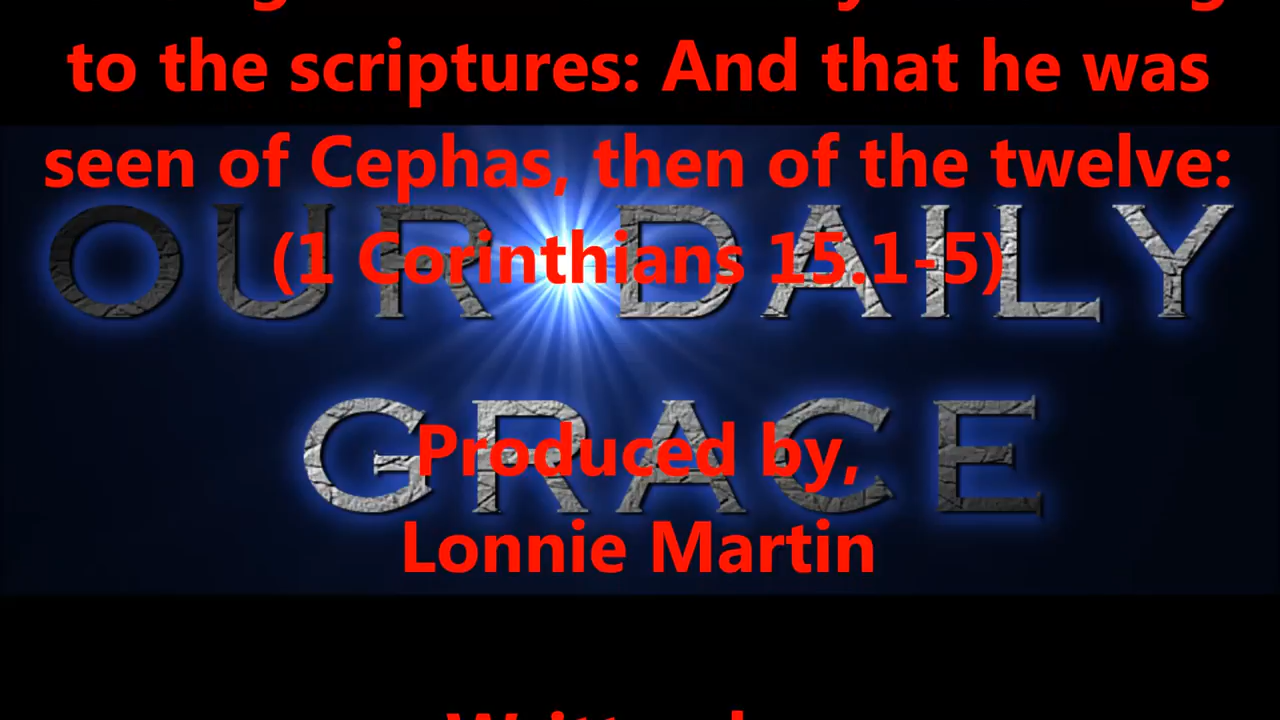 to the scriptures: And that he was
seen of Cephas, then of the twelve:
OUR DAILY
(1 Corinthians 15.1-5)
GRACE
Produced by,
Lonnie Martin